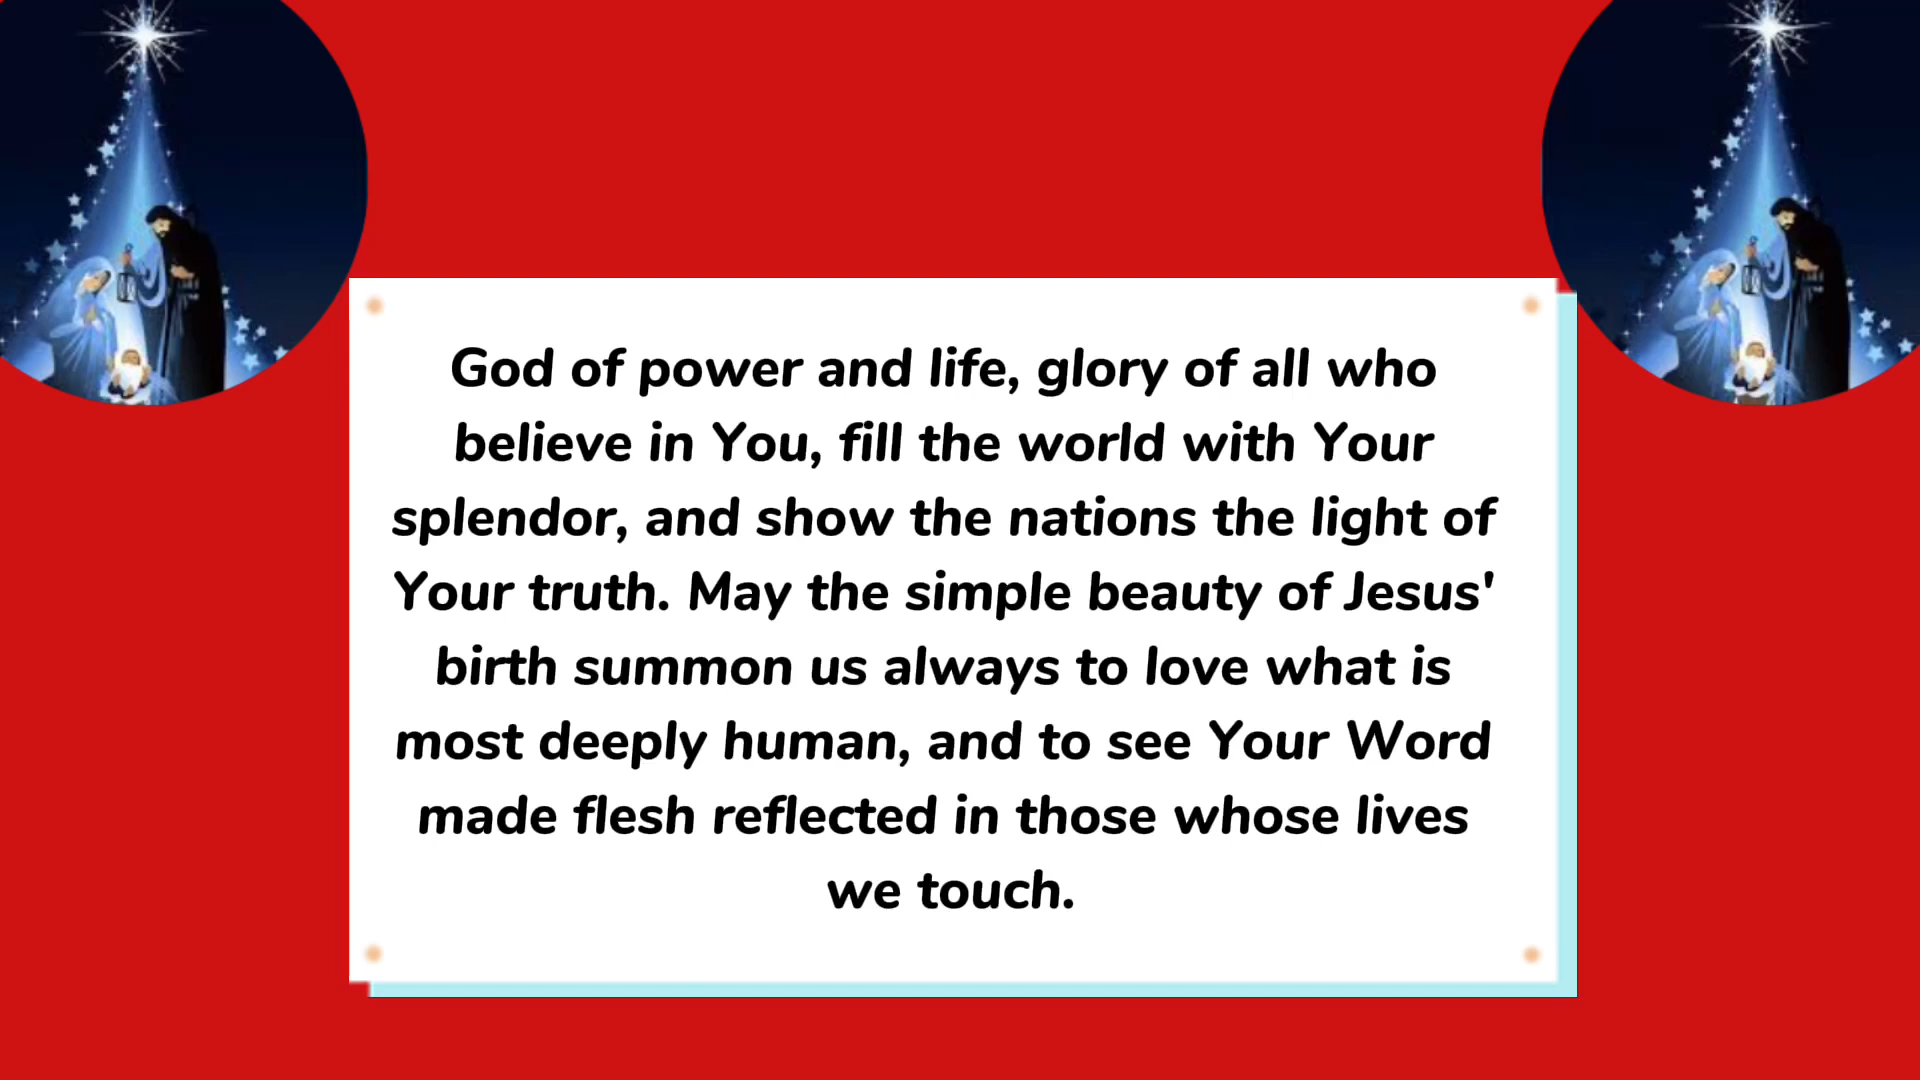 God of power and life, glory of all who
believe in You, fill the world with Your
splendor, and show the nations the light of
Your truth. May the simple beauty of Jesus'
birth summon us always to love what is
most deeply human, and to see Your Word
made flesh reflected in those whose lives
we touch.